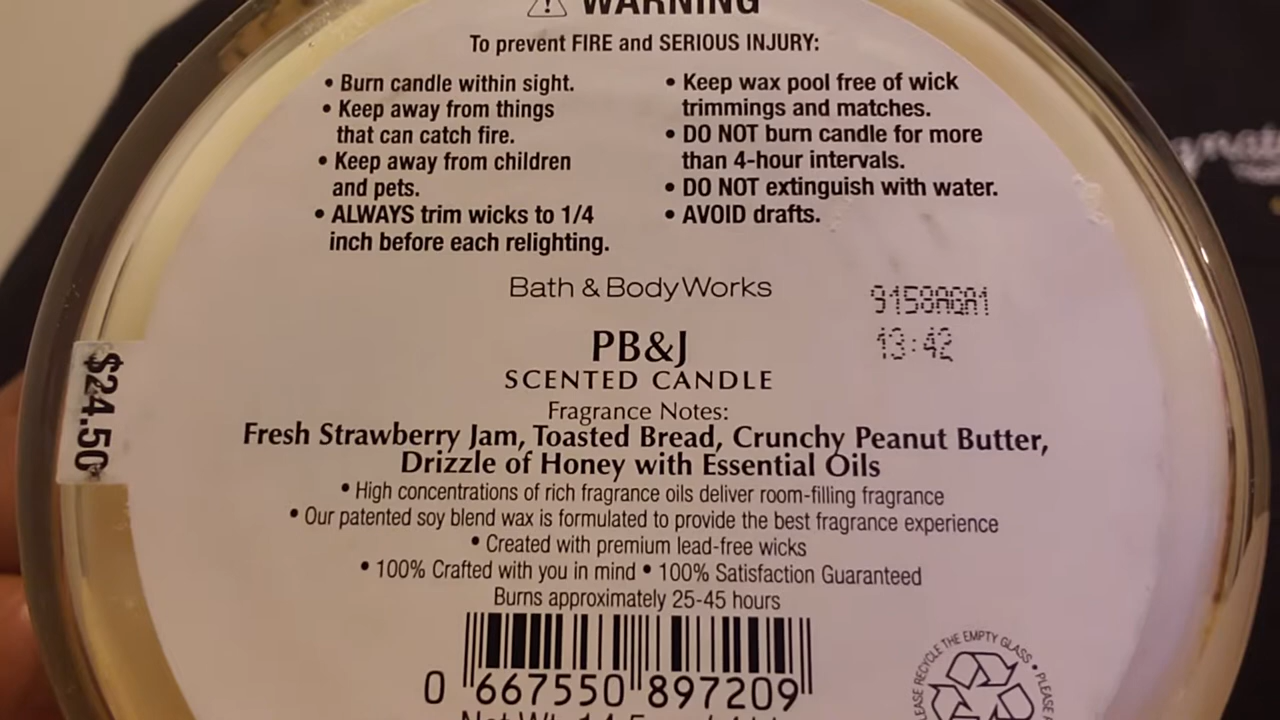 ⚠ WARNING
To prevent FIRE and SERIOUS INJURY:
• Burn candle within sight.
• Keep away from things
that can catch fire.
• Keep away from children
and pets.
• ALWAYS trim wicks to 1/4
inch before each relighting.
• Keep wax pool free of wick
trimmings and matches.
• DO NOT burn candle for more
than 4-hour intervals.
• DO NOT extinguish with water.
• AVOID drafts.
Bath & Body Works
13:42
PB&J
SCENTED CANDLE
$24.50
Fragrance Notes:
Fresh Strawberry Jam, Toasted Bread, Crunchy Peanut Butter,
Drizzle of Honey with Essential Oils
• High concentrations of rich fragrance oils deliver room-filling fragrance
• Our patented soy blend wax is formulated to provide the best fragrance experience
• Created with premium lead-free wicks
• 100% Crafted with you in mind • 100% Satisfaction Guaranteed
Burns approximately 25-45 hours
0 667550 897209
RECYCLE THE EMPTY GLASS • PLEASE
Net Wt